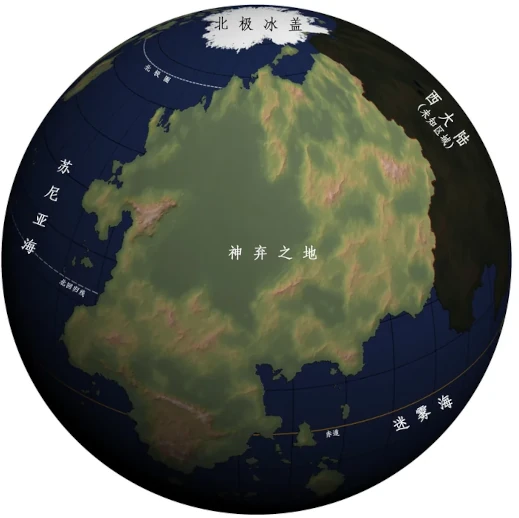 北极冰盖
北极圈
西大陆
(未知区域)
苏尼亚海
神弃之地
北回归线
迷雾海
赤道